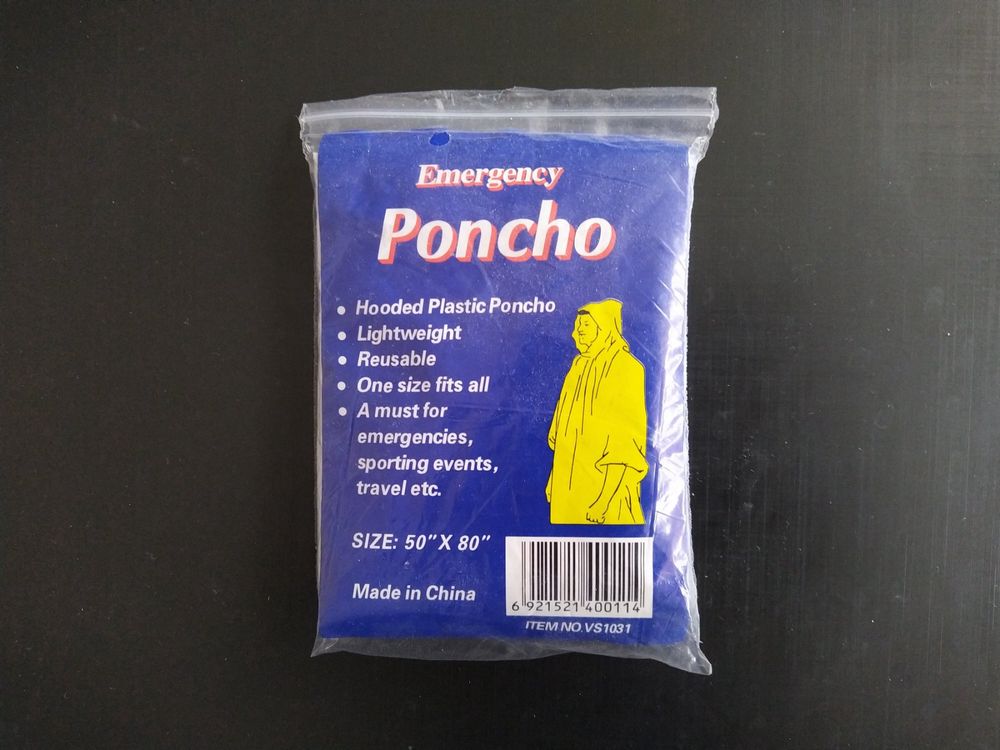 Emergency
Poncho
• Hooded Plastic Poncho
• Lightweight
• Reusable
• One size fits all
• A must for
emergencies,
sporting events,
travel etc.
SIZE: 50" X 80"
Made in China
6 921521 400114
ITEM NO. VS1031